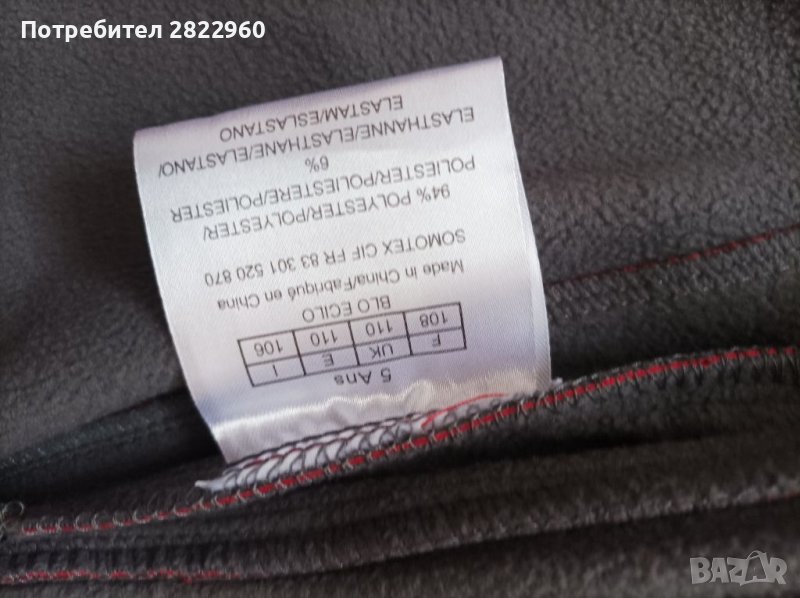 Потребител 2822960
5 Ans
F UK E I
108 110 110 106
BLO ECILO
Made in China/Fabriqué en China
SOMOTEX CIF FR 83 301 520 870
94% POLYESTER/POLYESTER/
POLIESTER/POLIESTERE/POLIESTER
6%
ELASTHANNE/ELASTHANE/ELASTANO/
ELASTAM/ESLASTANO
BAZAR